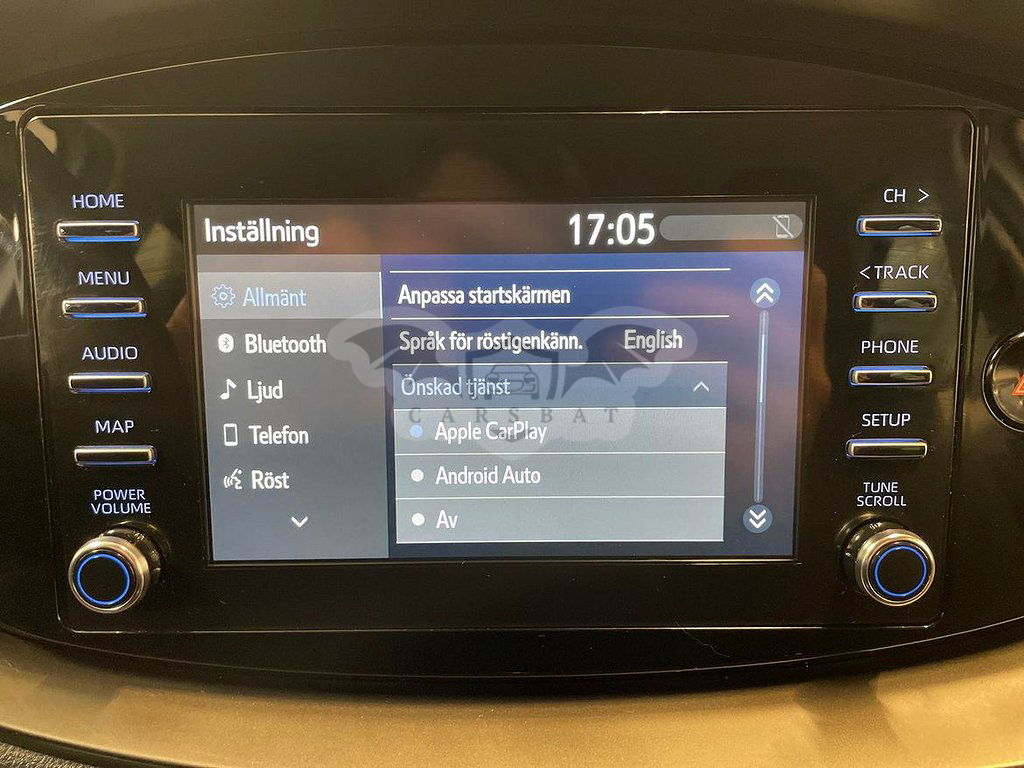 HOME
MENU
AUDIO
MAP
POWER
VOLUME
Inställning
17:05
Allmänt
Bluetooth
Ljud
Telefon
Röst
Anpassa startskärmen
Språk för röstigenkänn. English
Önskad tjänst
Apple CarPlay
Android Auto
Av
CARSBAT
CH >
< TRACK
PHONE
SETUP
TUNE
SCROLL